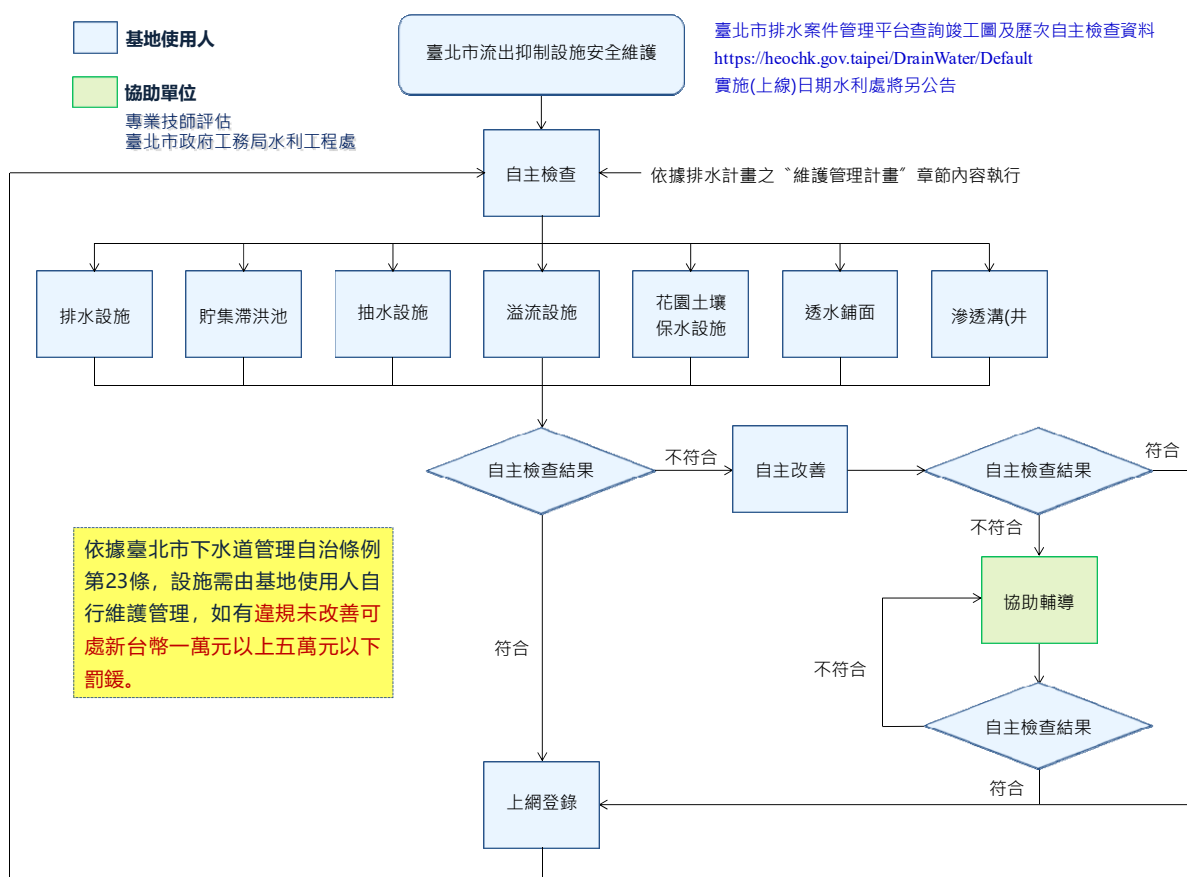 基地使用人
協助單位
專業技師評估
臺北市政府工務局水利工程處
臺北市流出抑制設施安全維護
臺北市排水案件管理平台查詢竣工圖及歷次自主檢查資料
https://heochk.gov.taipei/DrainWater/Default
實施(上線)日期水利處將另公告
自主檢查
依據排水計畫之〝維護管理計畫〞章節內容執行
排水設施
貯集滯洪池
抽水設施
溢流設施
花園土壤
保水設施
透水鋪面
滲透溝(井
自主檢查結果
不符合
自主改善
自主檢查結果
符合
不符合
依據臺北市下水道管理自治條例
第23條，設施需由基地使用人自
行維護管理，如有違規未改善可
處新台幣一萬元以上五萬元以下
罰鍰。
協助輔導
符合
不符合
自主檢查結果
符合
上網登錄